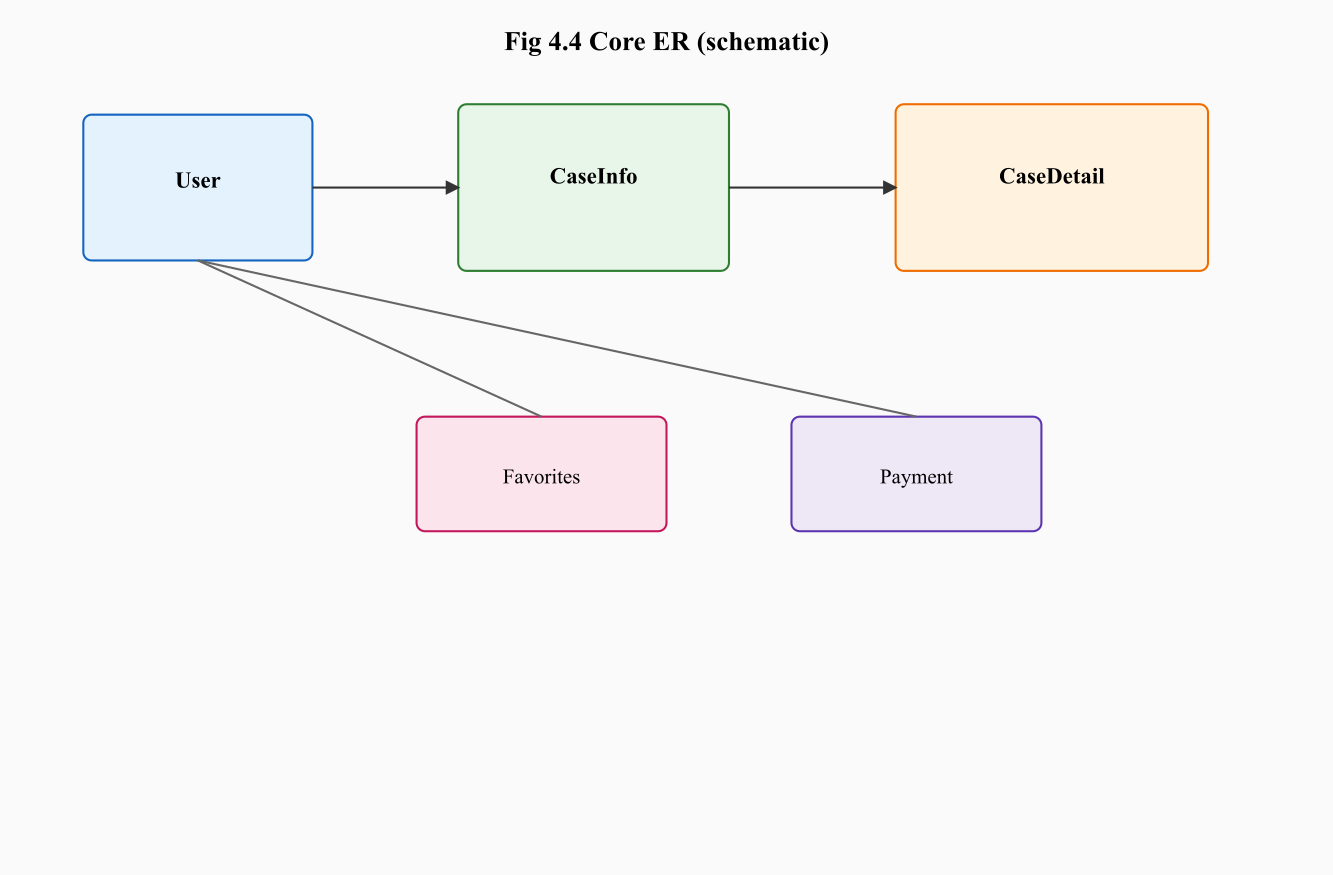 Fig 4.4 Core ER (schematic)
User
CaseInfo
CaseDetail
Favorites
Payment